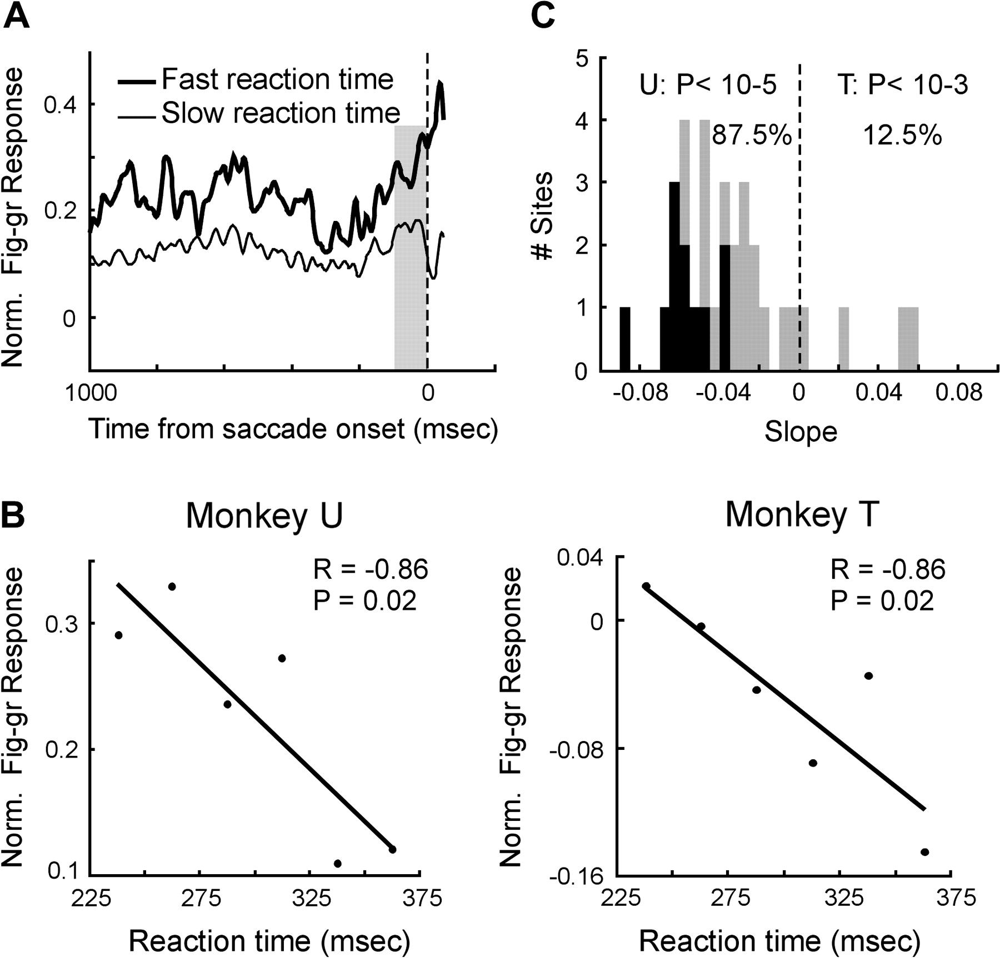 A
Norm. Fig-gr Response
Fast reaction time
Slow reaction time
0.4
0.2
0
1000
0
Time from saccade onset (msec)
C
# Sites
5
4
3
2
1
0
U: P< 10-5
T: P< 10-3
87.5%
12.5%
-0.08
-0.04
0
0.04
0.08
Slope
B
Monkey U
Norm. Fig-gr Response
R = -0.86
P = 0.02
0.3
0.2
0.1
225
275
325
375
Reaction time (msec)
Monkey T
Norm. Fig-gr Response
R = -0.86
P = 0.02
0.04
0
-0.08
-0.16
225
275
325
375
Reaction time (msec)